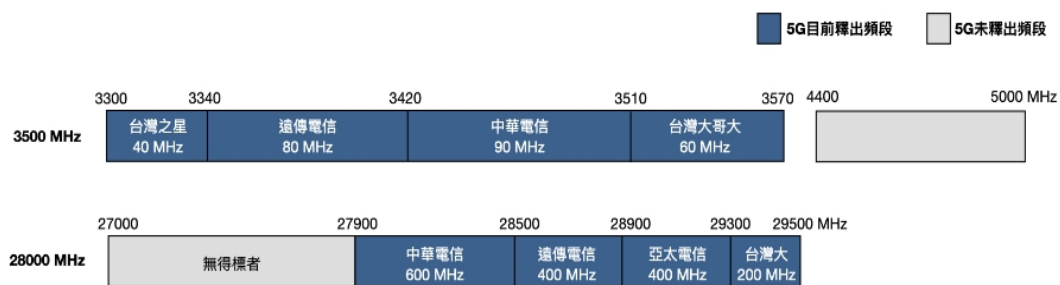 5G目前釋出頻段 5G未釋出頻段
3300 3340 3420 3510 3570 4400 5000 MHz
3500 MHz
台灣之星 遠傳電信 中華電信 台灣大哥大
40 MHz 80 MHz 90 MHz 60 MHz
27000 27900 28500 28900 29300 29500 MHz
28000 MHz
無得標者
中華電信 遠傳電信 亞太電信 台灣大
600 MHz 400 MHz 400 MHz 200 MHz